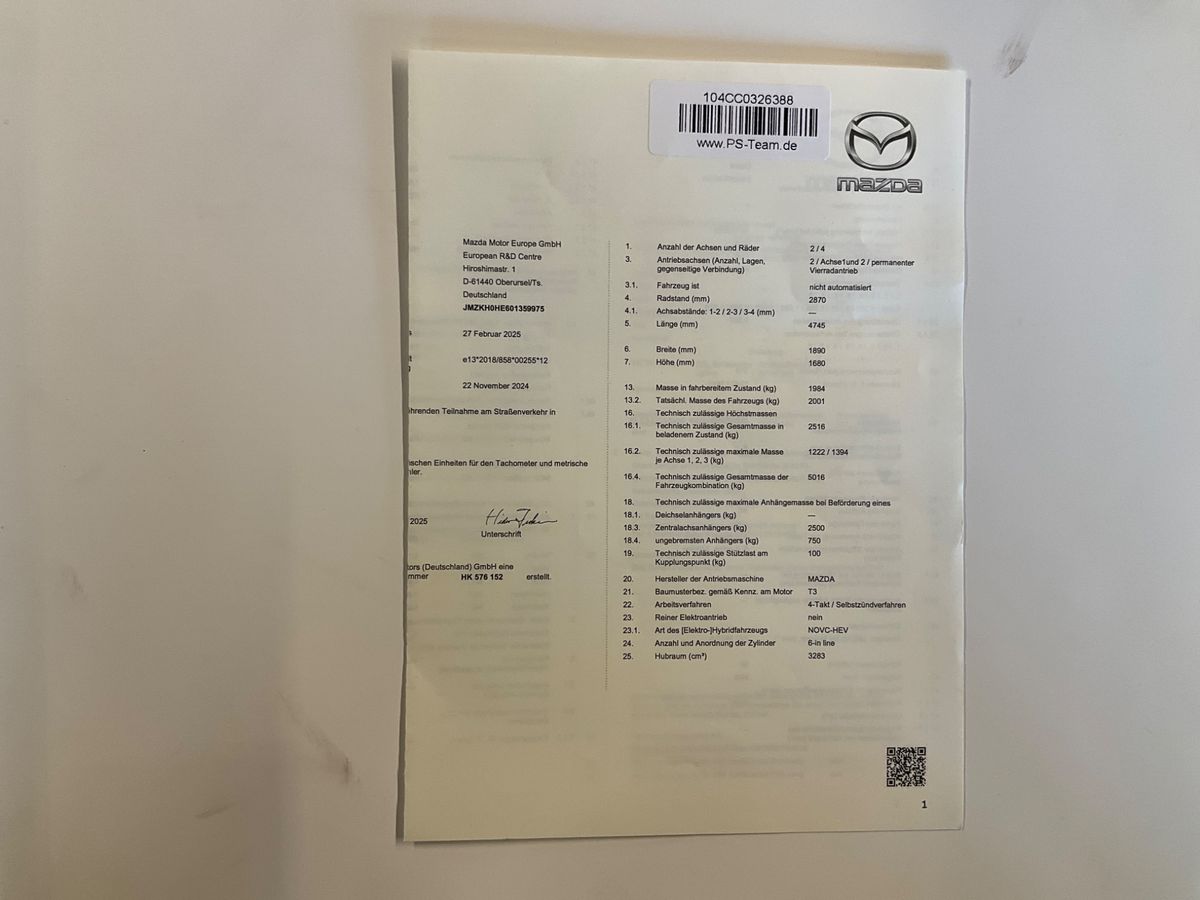 104CC0326388
www.PS-Team.de
mazda
Mazda Motor Europe GmbH
European R&D Centre
Hiroshimastr. 1
D-61440 Oberursel/Ts.
Deutschland
JMZKH0HE601359975
27 Februar 2025
e13*2018/858*00255*12
22 November 2024
hrenden Teilnahme am Straßenverkehr in
ischen Einheiten für den Tachometer und metrische
ler.
2025
Unterschrift
tors (Deutschland) GmbH eine
mmer HK 576 152 erstellt.
1. Anzahl der Achsen und Räder 2 / 4
3. Antriebsachsen (Anzahl, Lagen, 2 / Achse1und 2 / permanenter
gegenseitige Verbindung) Vierradantrieb
3.1. Fahrzeug ist nicht automatisiert
4. Radstand (mm) 2870
4.1. Achsabstände: 1-2 / 2-3 / 3-4 (mm) ---
5. Länge (mm) 4745
6. Breite (mm) 1890
7. Höhe (mm) 1680
13. Masse in fahrbereitem Zustand (kg) 1984
13.2. Tatsächl. Masse des Fahrzeugs (kg) 2001
16. Technisch zulässige Höchstmassen
16.1. Technisch zulässige Gesamtmasse in 2516
beladenem Zustand (kg)
16.2. Technisch zulässige maximale Masse 1222 / 1394
je Achse 1, 2, 3 (kg)
16.4. Technisch zulässige Gesamtmasse der 5016
Fahrzeugkombination (kg)
18. Technisch zulässige maximale Anhängemasse bei Beförderung eines
18.1. Deichselanhängers (kg) ---
18.3. Zentralachsanhängers (kg) 2500
18.4. ungebremsten Anhängers (kg) 750
19. Technisch zulässige Stützlast am 100
Kupplungspunkt (kg)
20. Hersteller der Antriebsmaschine MAZDA
21. Baumusterbez. gemäß Kennz. am Motor T3
22. Arbeitsverfahren 4-Takt / Selbstzündverfahren
23. Reiner Elektroantrieb nein
23.1. Art des [Elektro-]Hybridfahrzeugs NOVC-HEV
24. Anzahl und Anordnung der Zylinder 6-in line
25. Hubraum (cm³) 3283
1